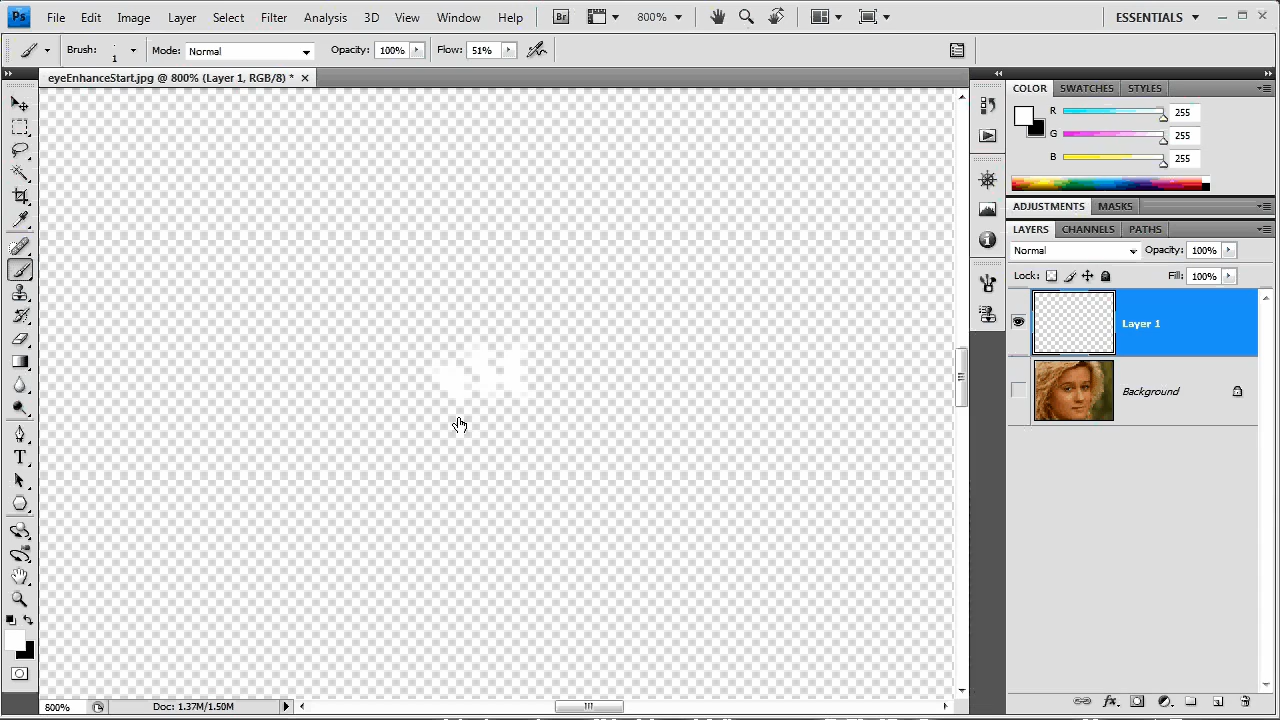 Ps File Edit Image Layer Select Filter Analysis 3D View Window Help Br 800% ESSENTIALS
Brush: 1 Mode: Normal Opacity: 100% Flow: 51%
eyeEnhanceStart.jpg @ 800% (Layer 1, RGB/8) *
COLOR SWATCHES STYLES
R 255
G 255
B 255
ADJUSTMENTS MASKS
LAYERS CHANNELS PATHS
Normal Opacity: 100%
Lock: Fill: 100%
Layer 1
Background
T
fx
800% Doc: 1.37M/1.50M